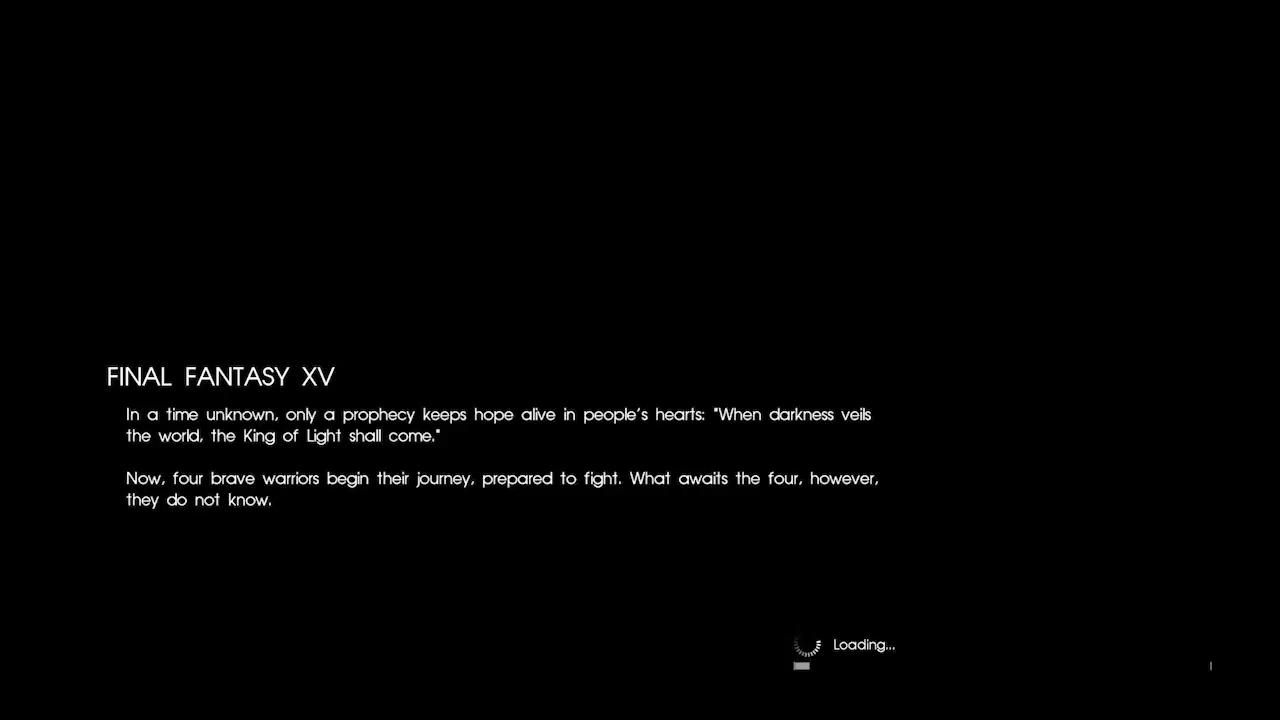 FINAL FANTASY XV
In a time unknown, only a prophecy keeps hope alive in people's hearts: "When darkness veils
the world, the King of Light shall come."
Now, four brave warriors begin their journey, prepared to fight. What awaits the four, however,
they do not know.
Loading...